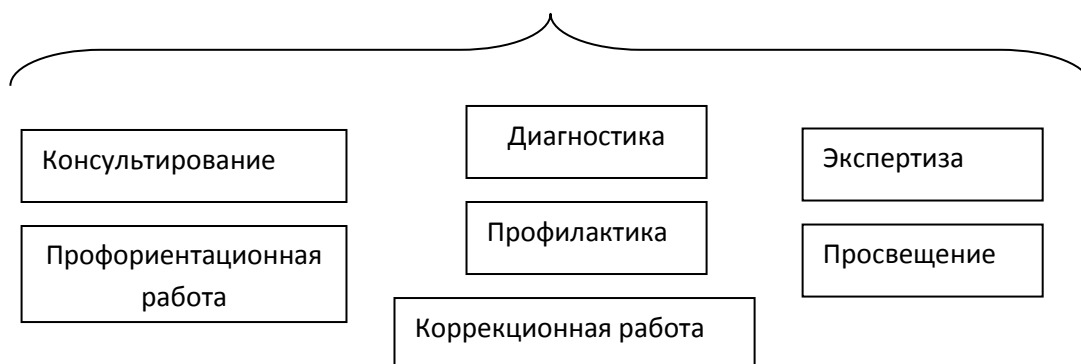 Консультирование
Профориентационная
работа
Диагностика
Профилактика
Коррекционная работа
Экспертиза
Просвещение